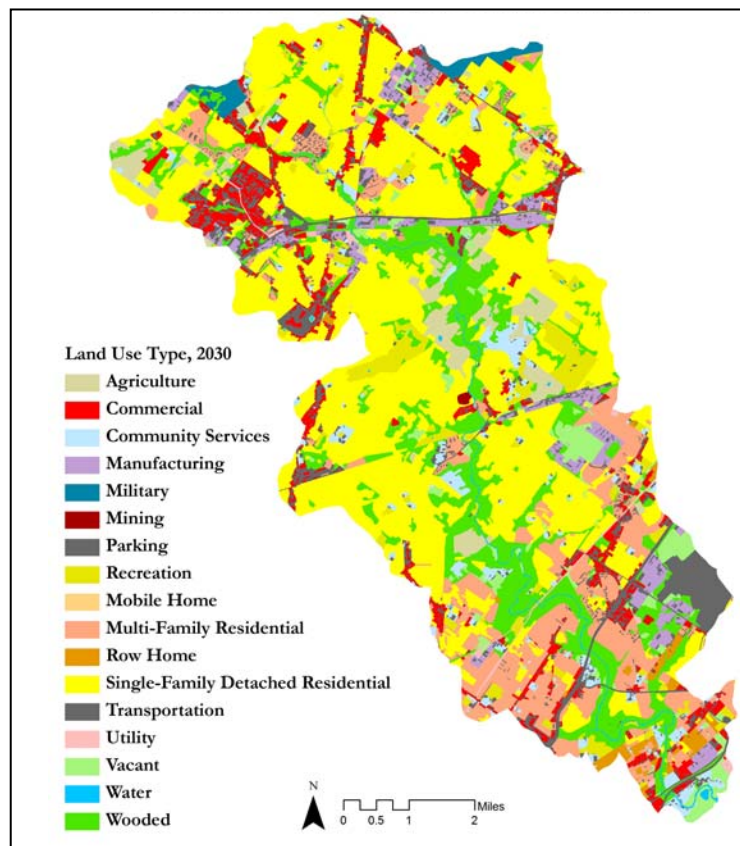 Land Use Type, 2030
Agriculture
Commercial
Community Services
Manufacturing
Military
Mining
Parking
Recreation
Mobile Home
Multi-Family Residential
Row Home
Single-Family Detached Residential
Transportation
Utility
Vacant
Water
Wooded
N
Miles
0 0.5 1 2